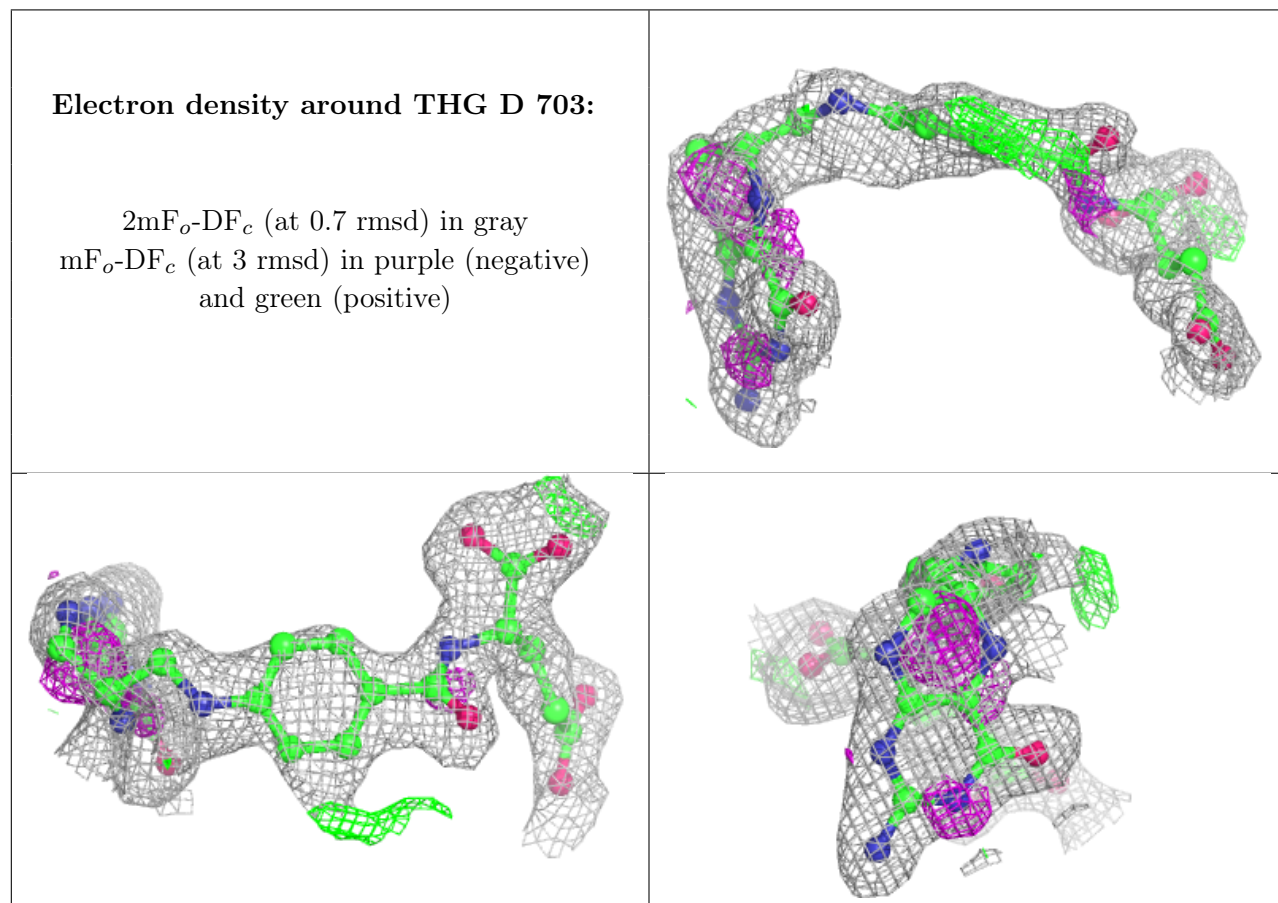 Electron density around THG D 703:
2mFo-DFc (at 0.7 rmsd) in gray
mFo-DFc (at 3 rmsd) in purple (negative)
and green (positive)